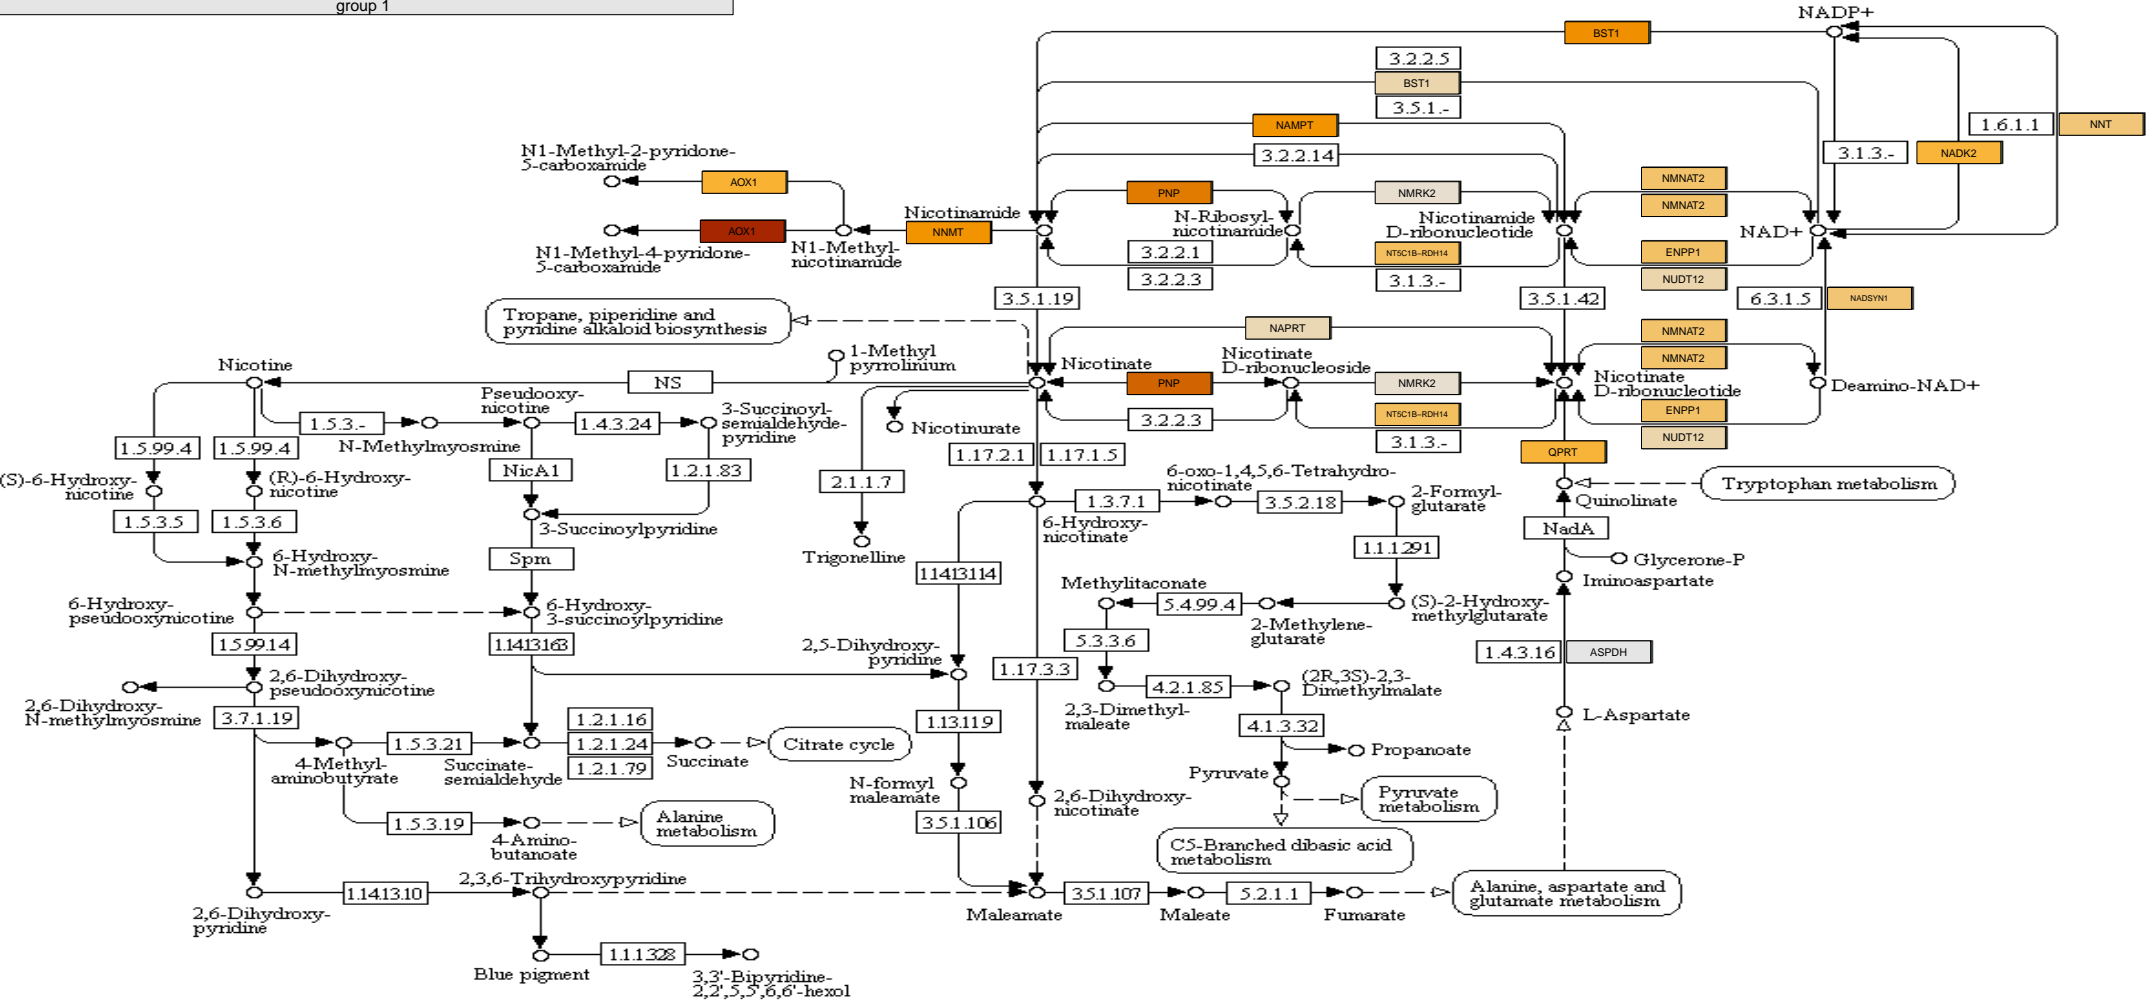 group 1
NADP+
BST1
3.2.2.5
BST1
3.5.1.-
NAMPT
1.6.1.1
NNT
3.2.2.14
3.1.3.-
NADK2
N1-Methyl-2-pyridone-
5-carboxamide
AOX1
PNP
NMRK2
NMNAT2
NMNAT2
Nicotinamide
N-Ribosyl-
nicotinamide
Nicotinamide
D-ribonucleotide
NAD+
AOX1
NNMT
N1-Methyl-4-pyridone-
5-carboxamide
N1-Methyl-
nicotinamide
3.2.2.1
3.2.2.3
NT5C1B-RDH14
3.1.3.-
ENPP1
NUDT12
3.5.1.19
3.5.1.42
6.3.1.5
NADSYN1
Tropane, piperidine and
pyridine alkaloid biosynthesis
NAPRT
NMNAT2
NMNAT2
Nicotine
1-Methyl
pyrrolinium
Nicotinate
Nicotinate
D-ribonucleoside
NS
PNP
NMRK2
Nicotinate
D-ribonucleotide
Deamino-NAD+
Pseudooxy-
nicotine
3-Succinoyl-
semialdehyde-
pyridine
1.5.3.-
1.4.3.24
N-Methylmyosmine
Nicotinurate
3.2.2.3
NT5C1B-RDH14
3.1.3.-
ENPP1
NUDT12
1.5.99.4
1.5.99.4
NicA1
1.2.1.83
1.17.2.1
1.17.1.5
QPRT
(S)-6-Hydroxy-
nicotine
(R)-6-Hydroxy-
nicotine
2.1.1.7
6-oxo-1,4,5,6-Tetrahydro-
nicotinate
1.3.7.1
3.5.2.18
2-Formyl-
glutarate
Quinolinate
Tryptophan metabolism
1.5.3.5
1.5.3.6
3-Succinoylpyridine
6-Hydroxy-
nicotinate
NadA
6-Hydroxy-
N-methylmyosmine
Spm
Trigonelline
1.1.1.291
Glycerone-P
Iminoaspartate
1.14.13.114
Methylitaconate
5.4.99.4
(S)-2-Hydroxy-
methylglutarate
2-Methylene-
glutarate
6-Hydroxy-
pseudooxynicotine
6-Hydroxy-
3-succinoylpyridine
1.5.99.14
1.14.13.163
2,5-Dihydroxy-
pyridine
5.3.3.6
1.17.3.3
1.4.3.16
ASPDH
2,6-Dihydroxy-
pseudooxynicotine
2,6-Dihydroxy-
N-methylmyosmine
4.2.1.85
(2R,3S)-2,3-
Dimethylmalate
2,3-Dimethyl-
maleate
3.7.1.19
1.2.1.16
1.13.11.9
4.1.3.32
L-Aspartate
1.5.3.21
1.2.1.24
1.2.1.79
Citrate cycle
4-Methyl-
aminobutyrate
Succinate-
semialdehyde
Succinate
Propanoate
Pyruvate
N-formyl
maleamate
2,6-Dihydroxy-
nicotinate
Pyruvate
metabolism
1.5.3.19
4-Amino-
butanoate
Alanine
metabolism
3.5.1.106
C5-Branched dibasic acid
metabolism
2,3,6-Trihydroxypyridine
1.14.13.10
2,6-Dihydroxy-
pyridine
Maleamate
3.5.1.107
Maleate
5.2.1.1
Fumarate
Alanine, aspartate and
glutamate metabolism
Blue pigment
1.1.1.328
3,3'-Bipyridine-
2,2',5,5',6,6'-hexol